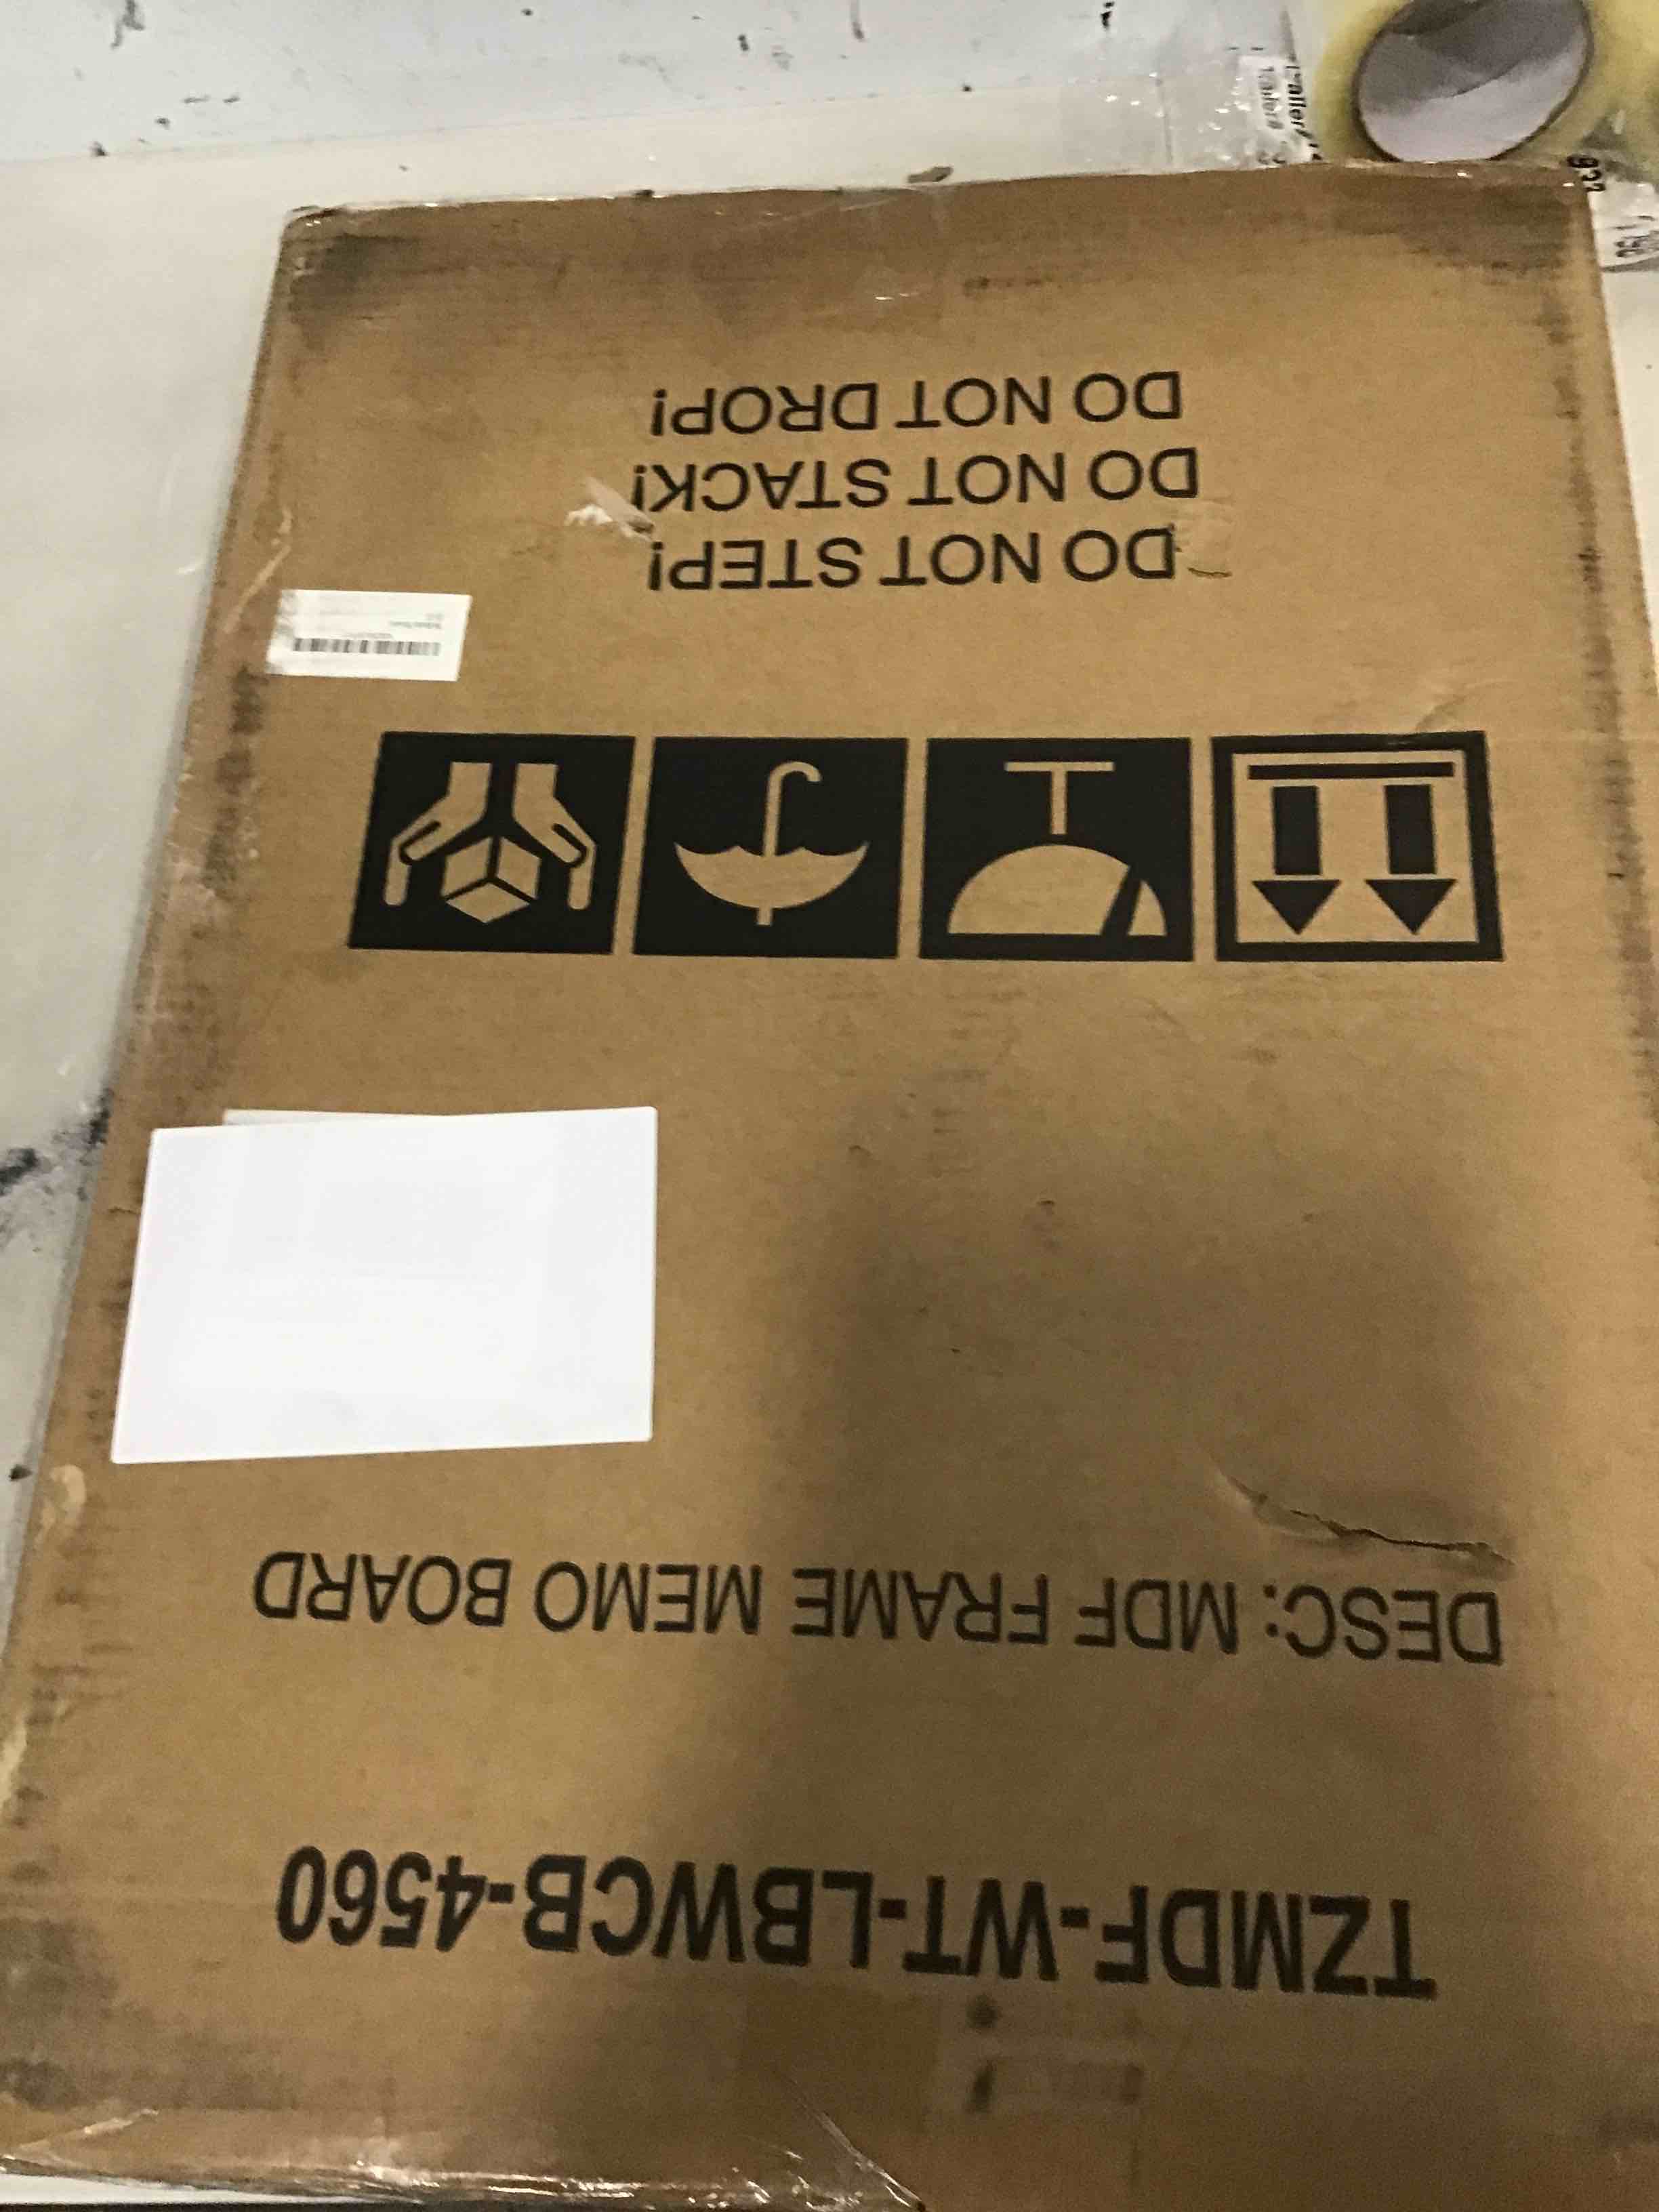 TZMDF-WT-LBWCB-4560
DESC: MDF FRAME MEMO BOARD
DO NOT STEP!
DO NOT STACK!
DO NOT DROP!